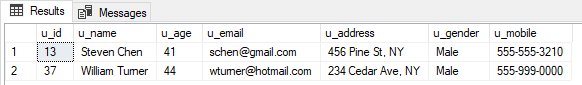 Results Messages
u_id u_name u_age u_email u_address u_gender u_mobile
1 13 Steven Chen 41 schen@gmail.com 456 Pine St, NY Male 555-555-3210
2 37 William Turner 44 wturner@hotmail.com 234 Cedar Ave, NY Male 555-999-0000